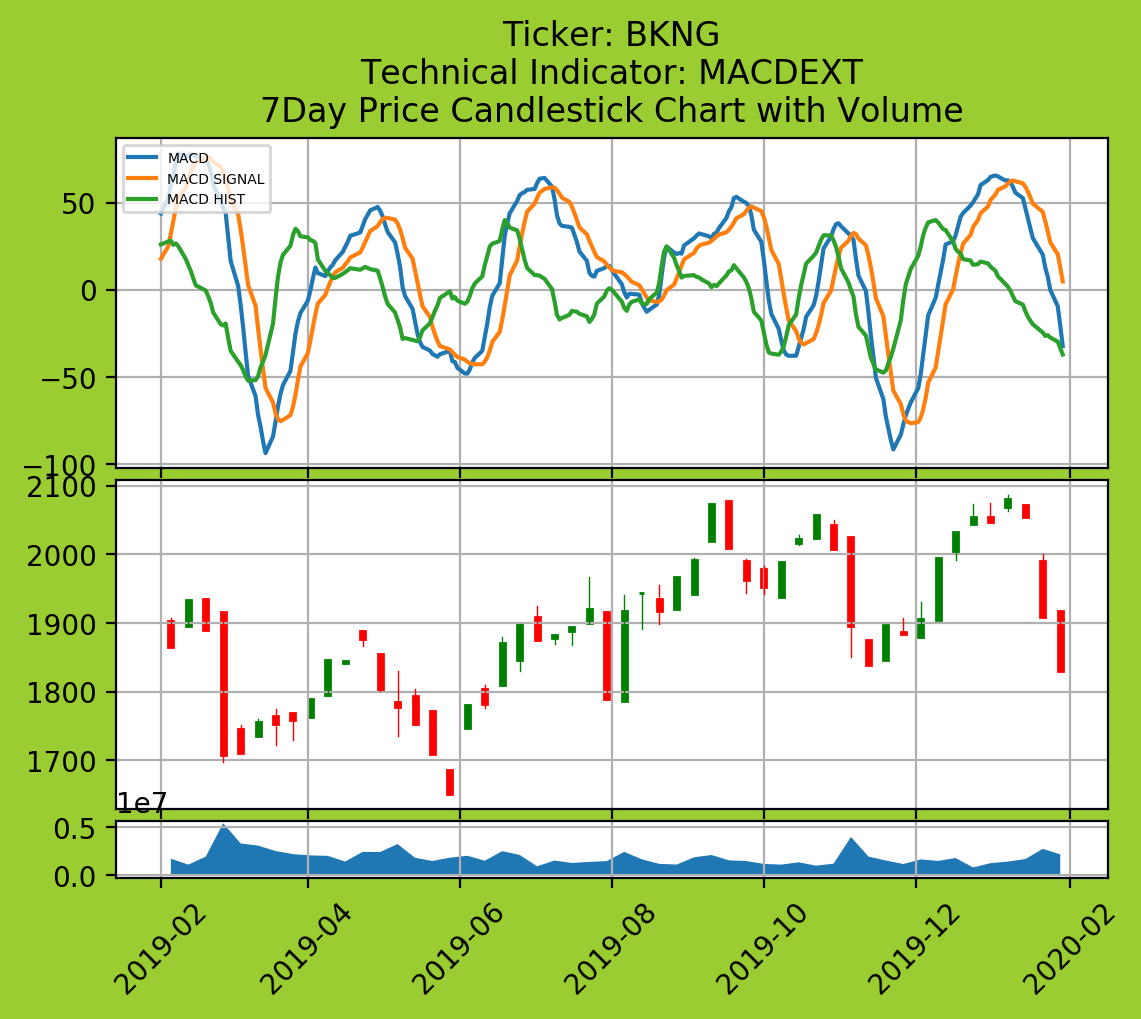 Ticker: BKNG
Technical Indicator: MACDEXT
7Day Price Candlestick Chart with Volume
MACD
MACD SIGNAL
MACD HIST
50
0
−50
−100
2100
2000
1900
1800
1700
1e7
0.5
0.0
2019-02
2019-04
2019-06
2019-08
2019-10
2019-12
2020-02